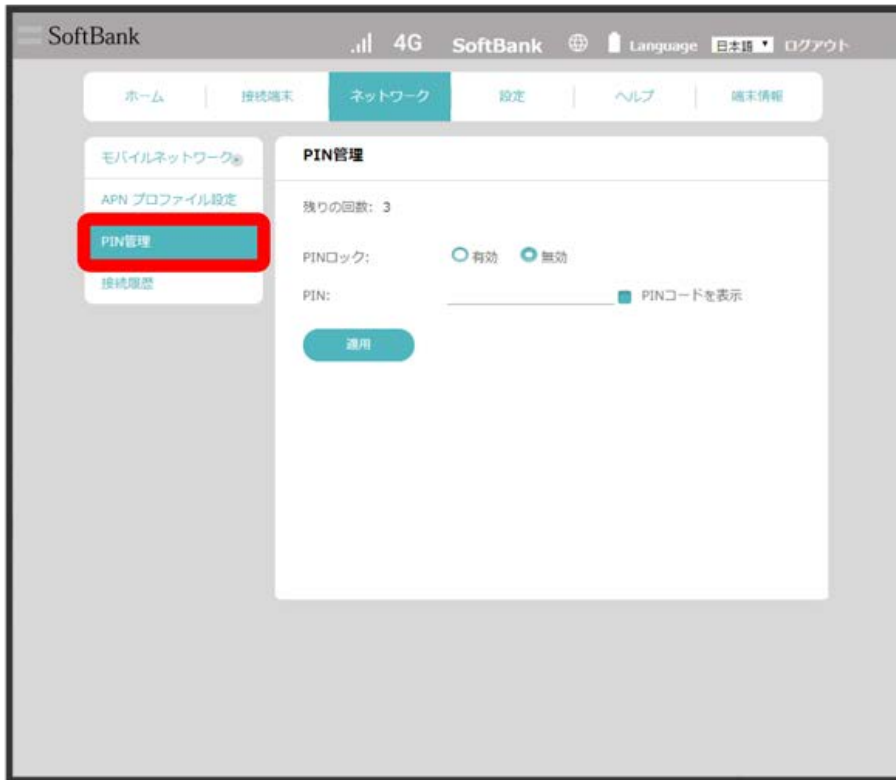 SoftBank
4G SoftBank Language 日本語 ログアウト
ホーム 接続端末 ネットワーク 設定 ヘルプ 端末情報
モバイルネットワーク
APN プロファイル設定
PIN管理
接続履歴
PIN管理
残りの回数: 3
PINロック: 有効 無効
PIN: PINコードを表示
適用